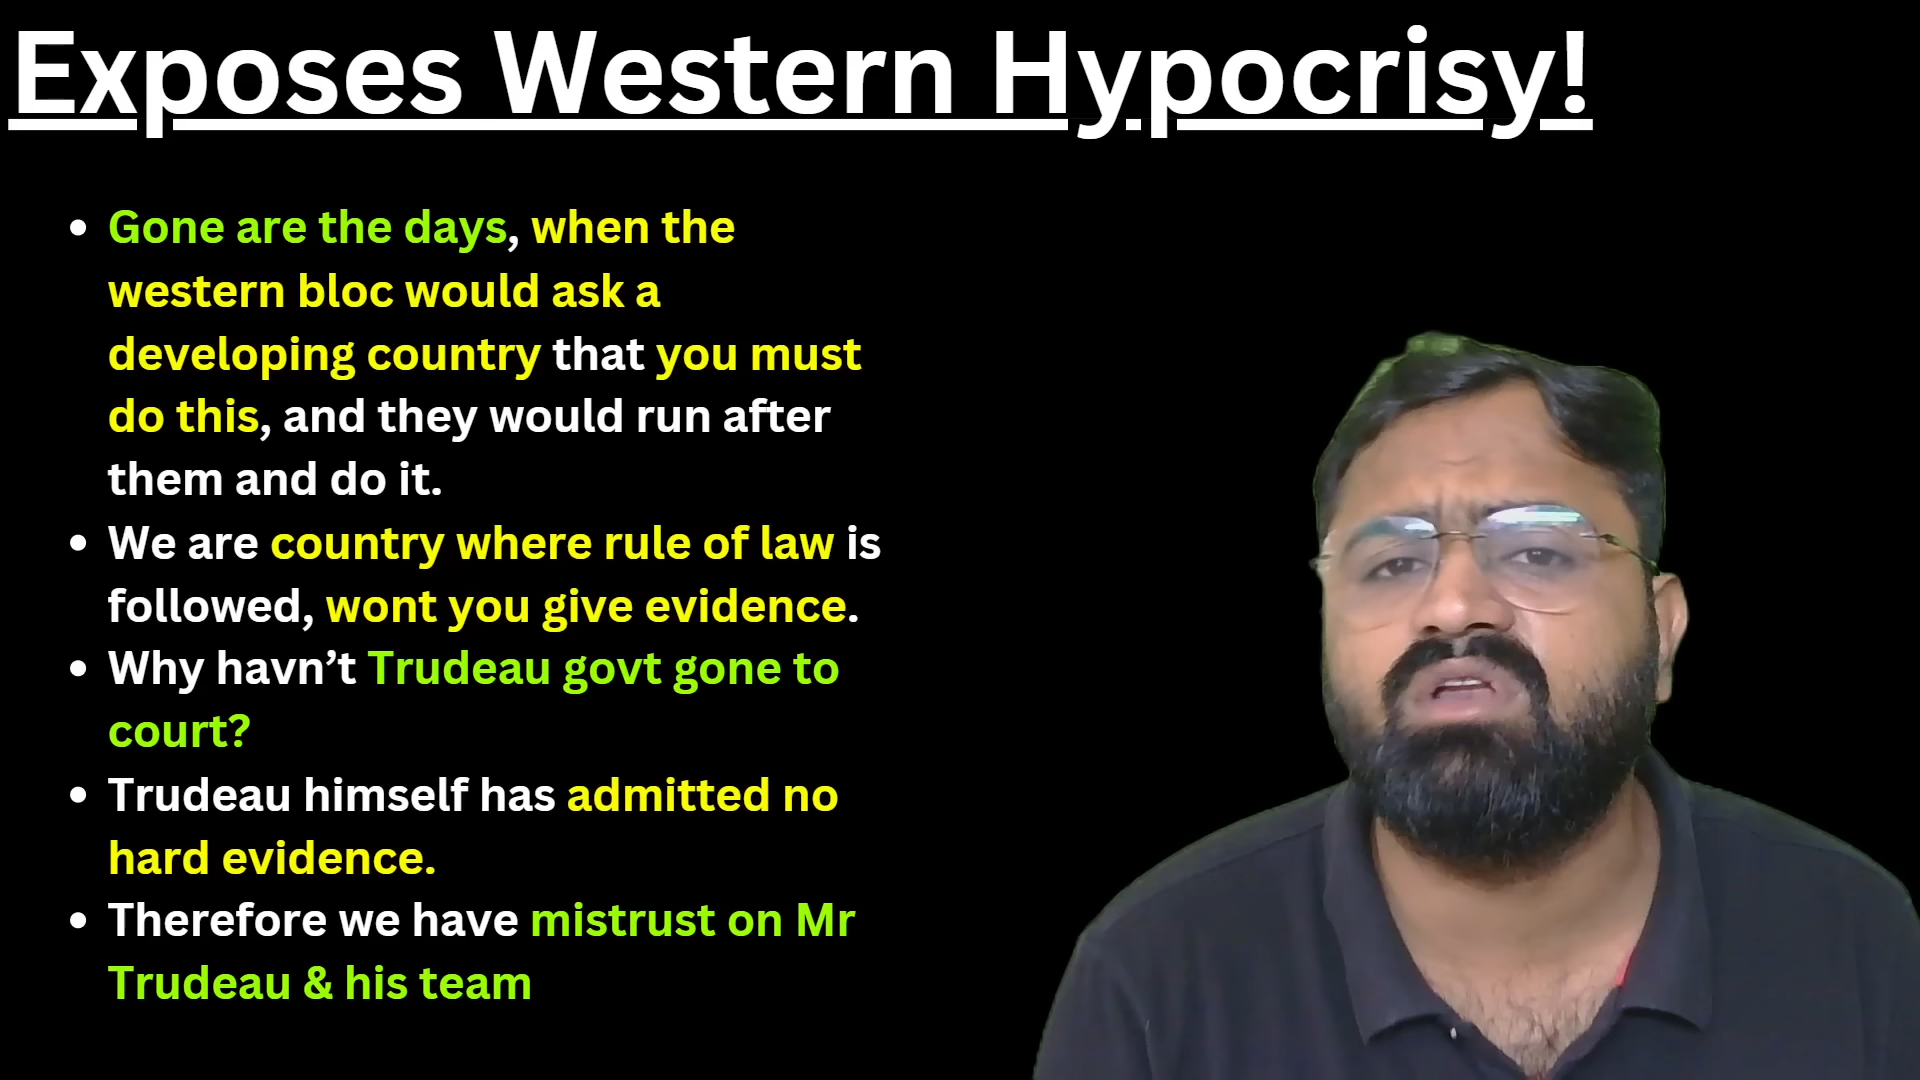 Exposes Western Hypocrisy!
• Gone are the days, when the
western bloc would ask a
developing country that you must
do this, and they would run after
them and do it.
• We are country where rule of law is
followed, wont you give evidence.
• Why havn’t Trudeau govt gone to
court?
• Trudeau himself has admitted no
hard evidence.
• Therefore we have mistrust on Mr
Trudeau & his team